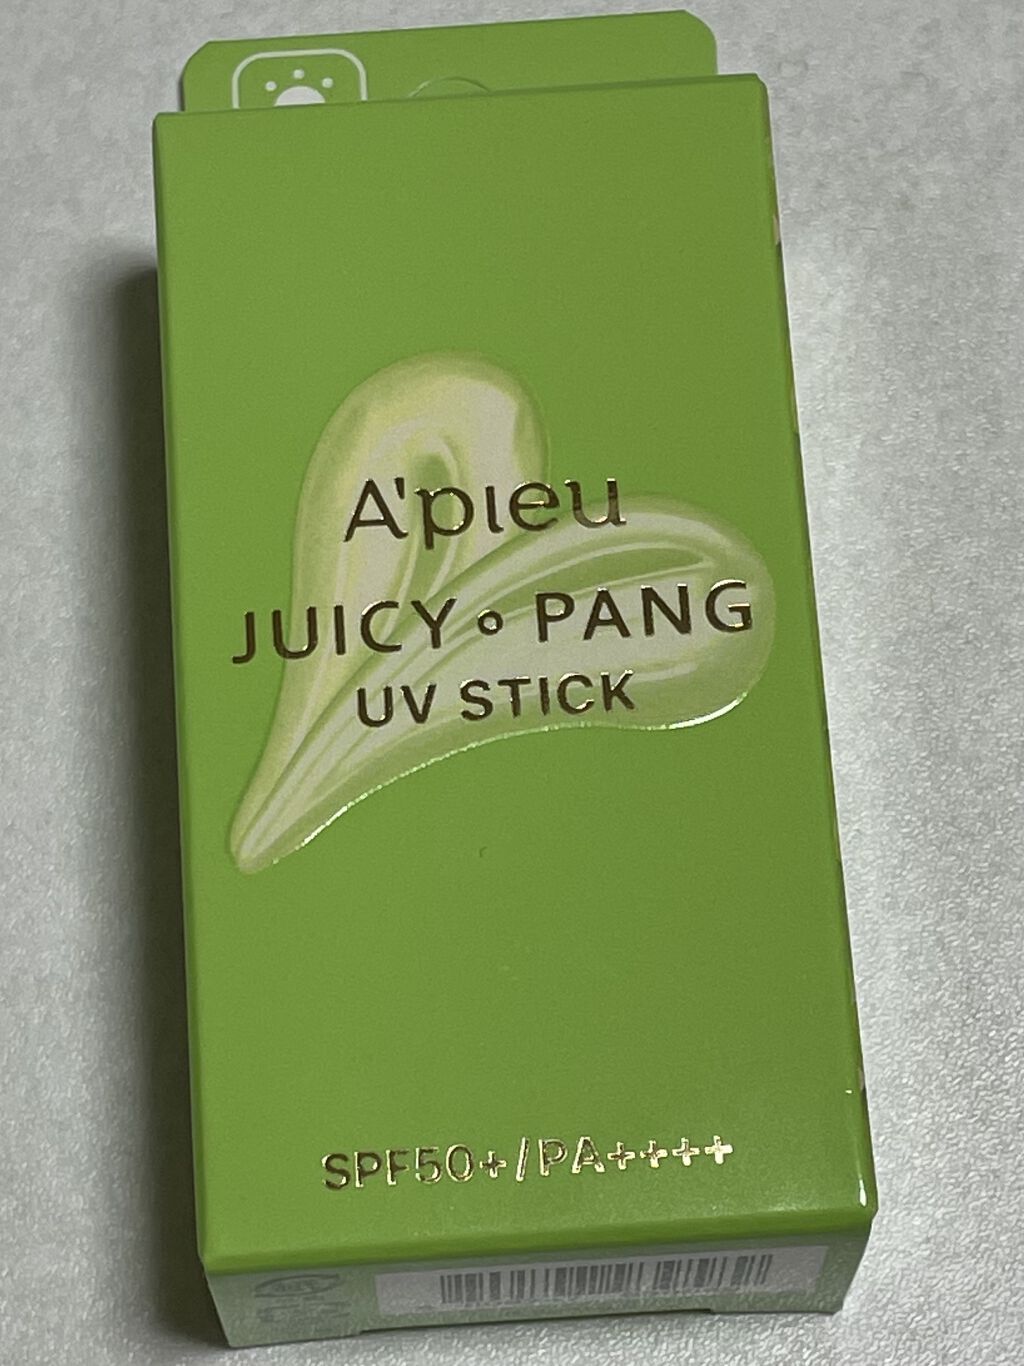 A'pieu
JUICY • PANG
UV STICK
SPF50+/PA++++